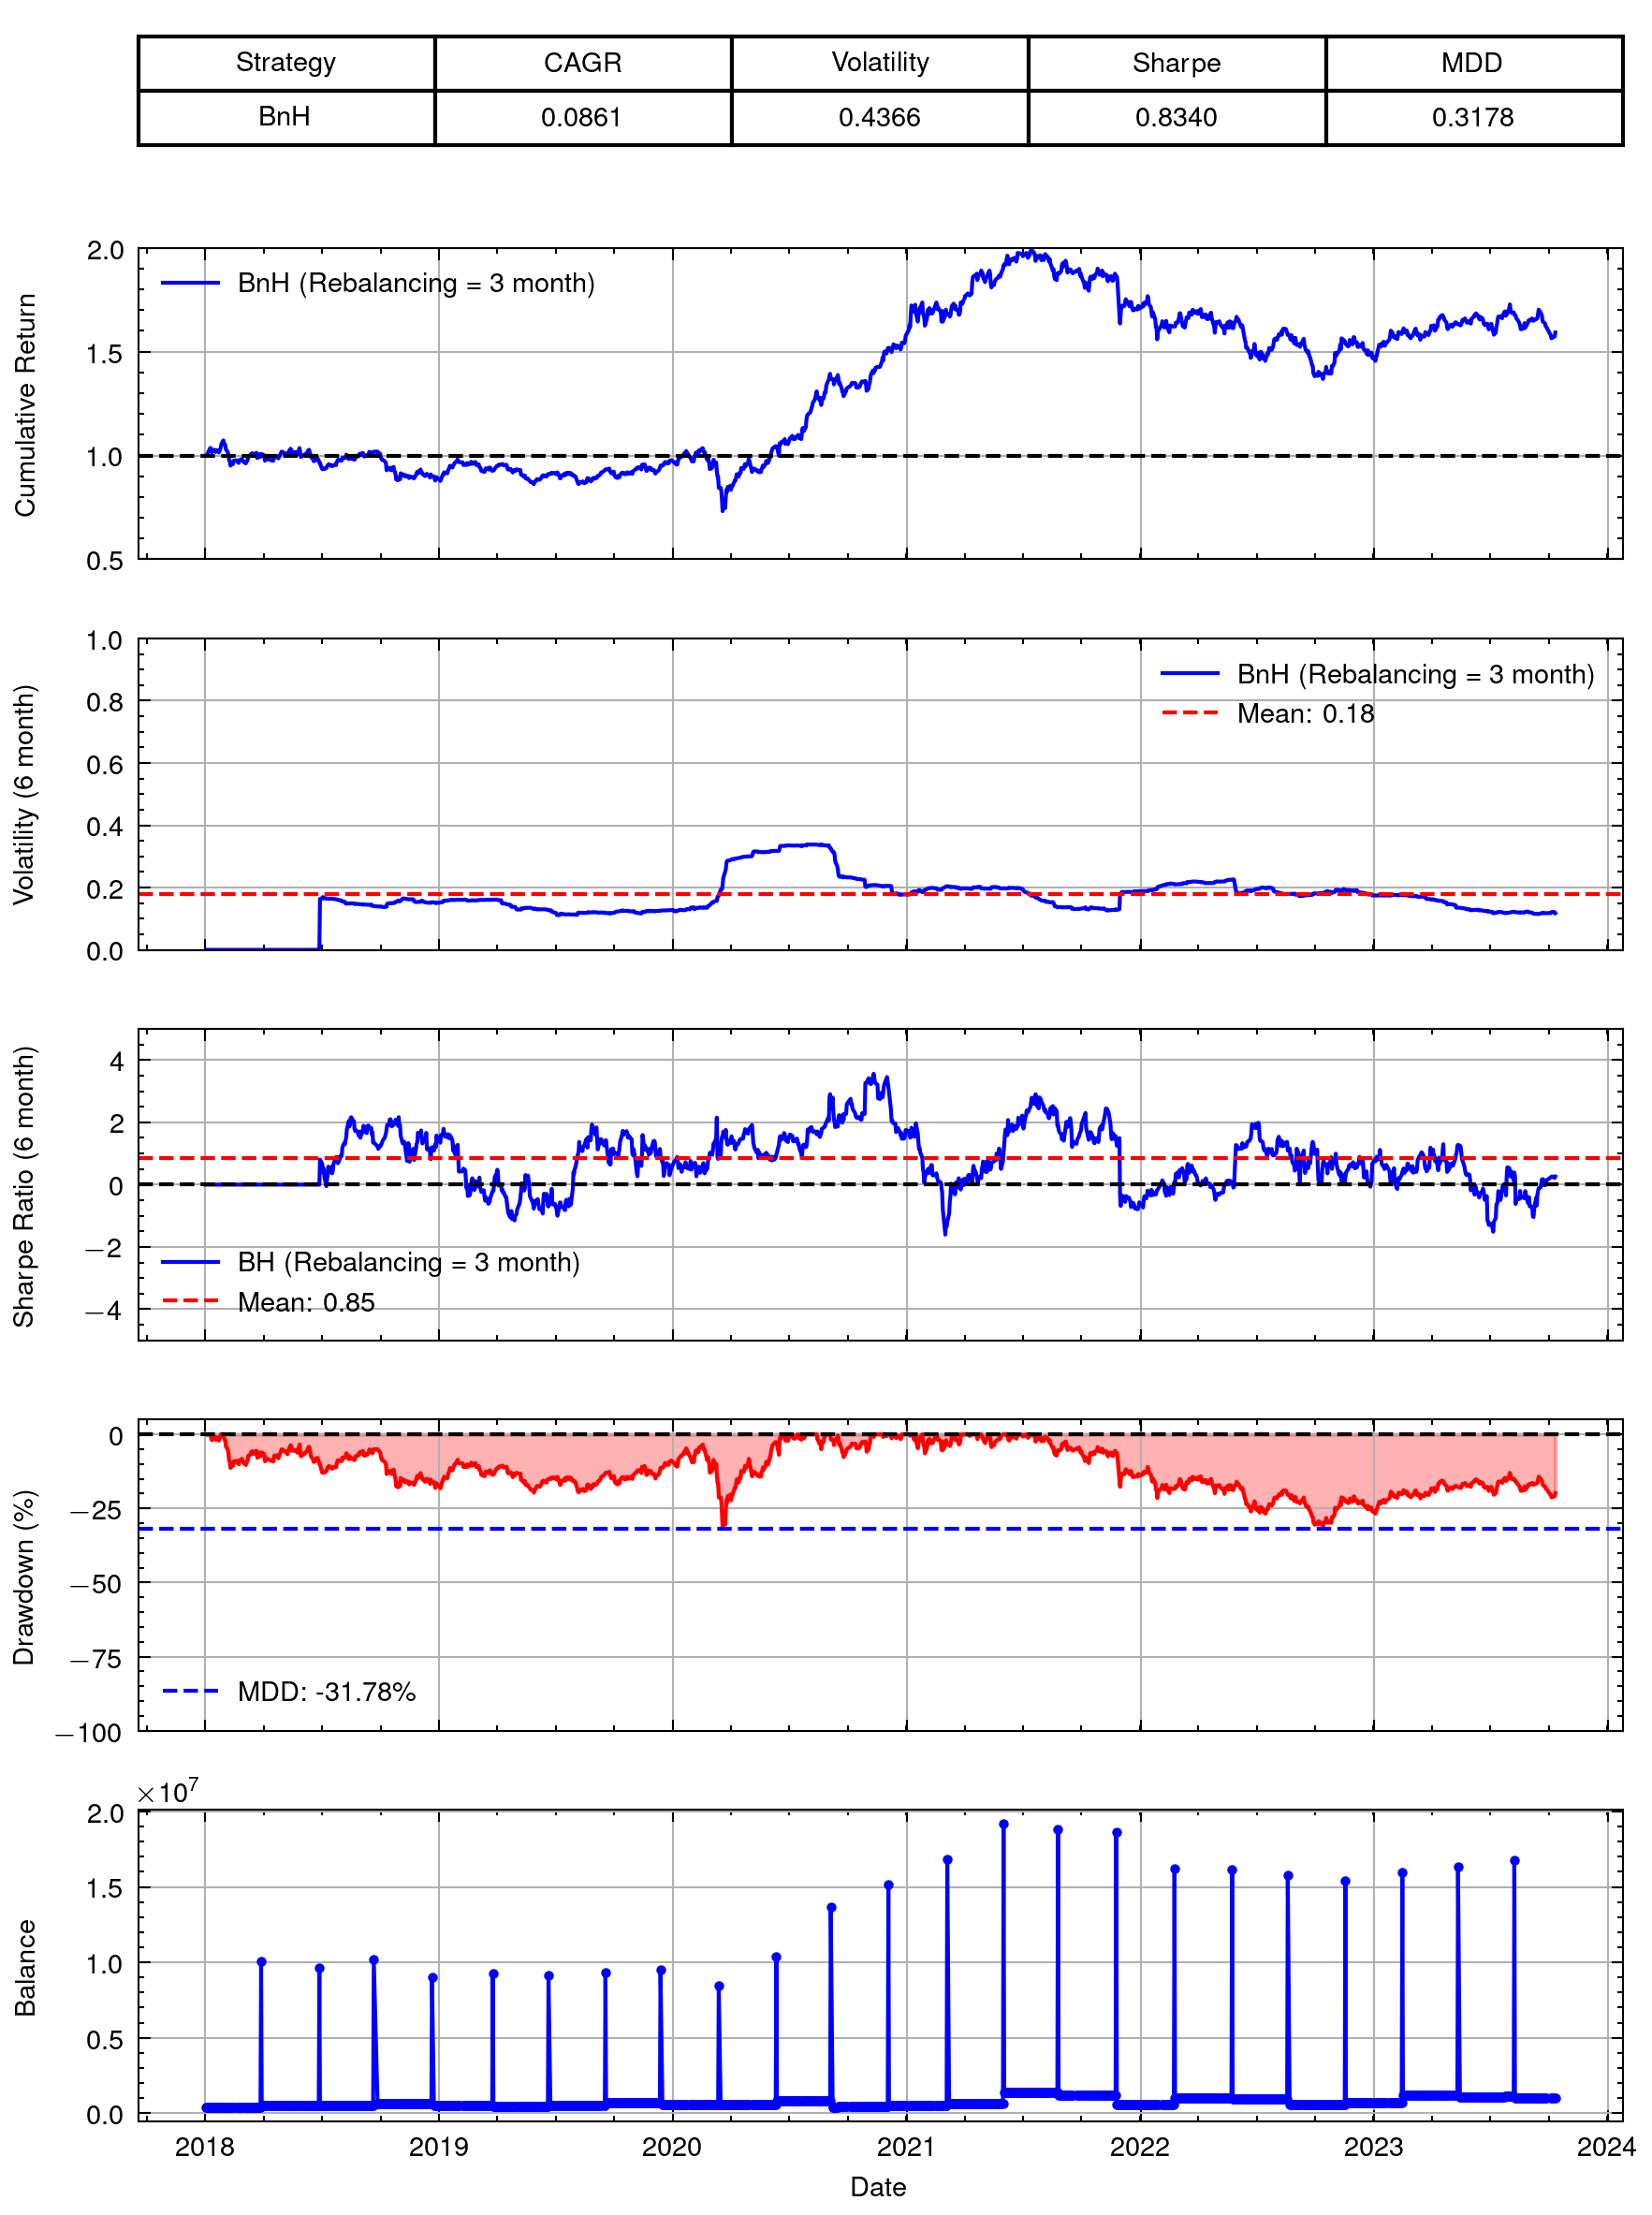 Strategy CAGR Volatility Sharpe MDD
BnH 0.0861 0.4366 0.8340 0.3178
Cumulative Return
2.0
1.5
1.0
0.5
BnH (Rebalancing = 3 month)
Volatility (6 month)
1.0
0.8
0.6
0.4
0.2
0.0
BnH (Rebalancing = 3 month)
Mean: 0.18
Sharpe Ratio (6 month)
4
2
0
−2
−4
BH (Rebalancing = 3 month)
Mean: 0.85
Drawdown (%)
0
−25
−50
−75
−100
MDD: -31.78%
Balance
×10⁷
2.0
1.5
1.0
0.5
0.0
2018 2019 2020 2021 2022 2023 2024
Date